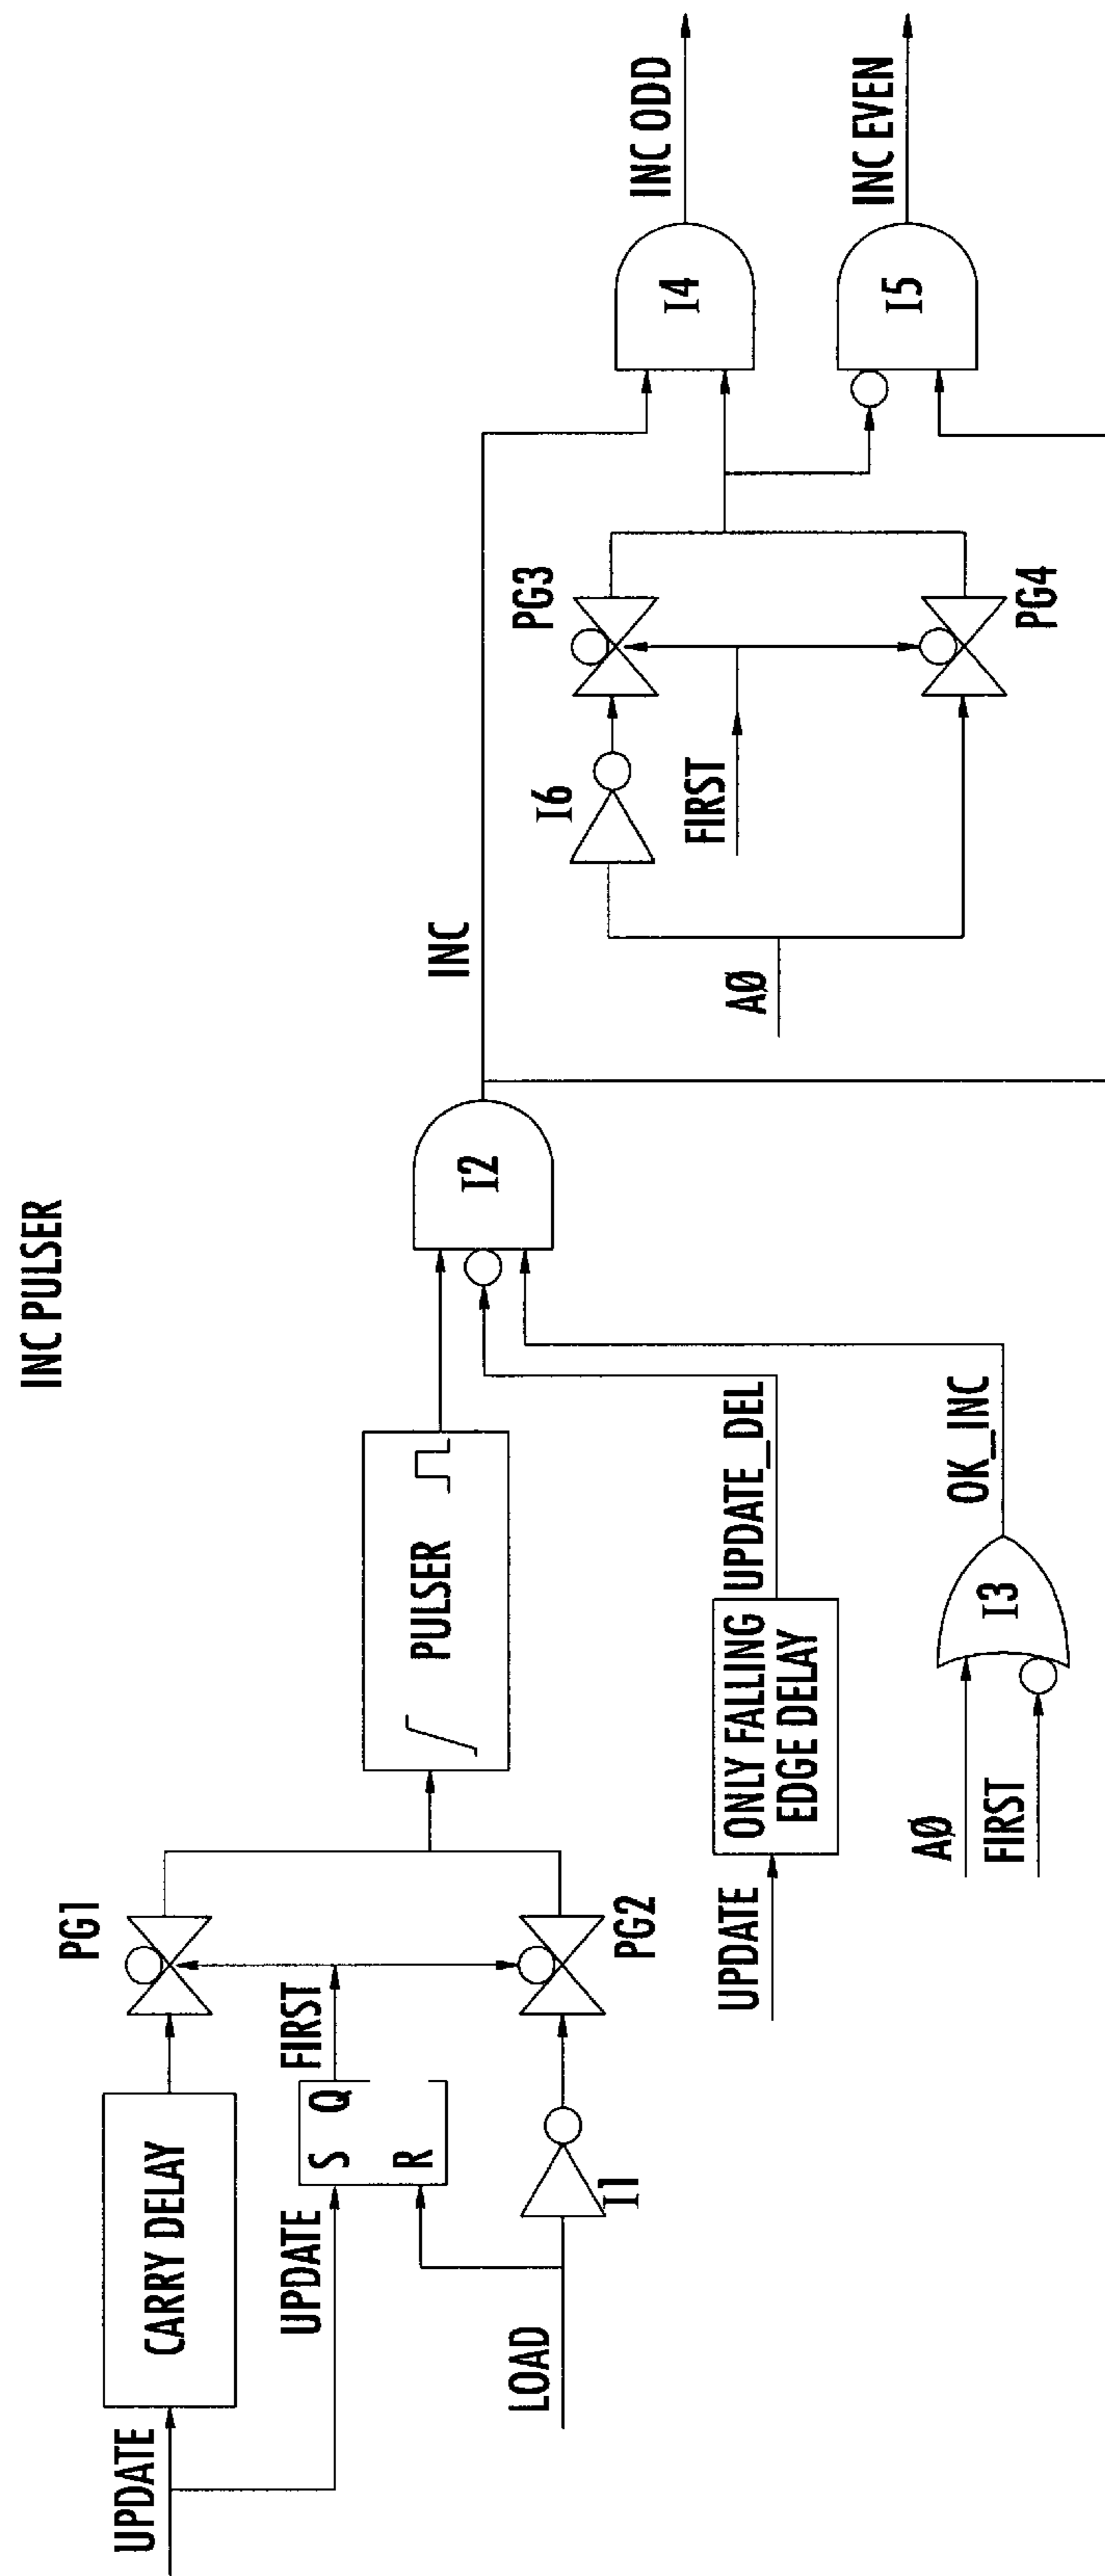 INC PULSER
UPDATE
CARRY DELAY
PG1
UPDATE
S Q
R
FIRST
LOAD
I1
PG2
PULSER
UPDATE
ONLY FALLING
EDGE DELAY
UPDATE_DEL
AØ
FIRST
I3
OK_INC
I2
INC
AØ
I6
FIRST
PG3
PG4
I4
INC ODD
I5
INC EVEN